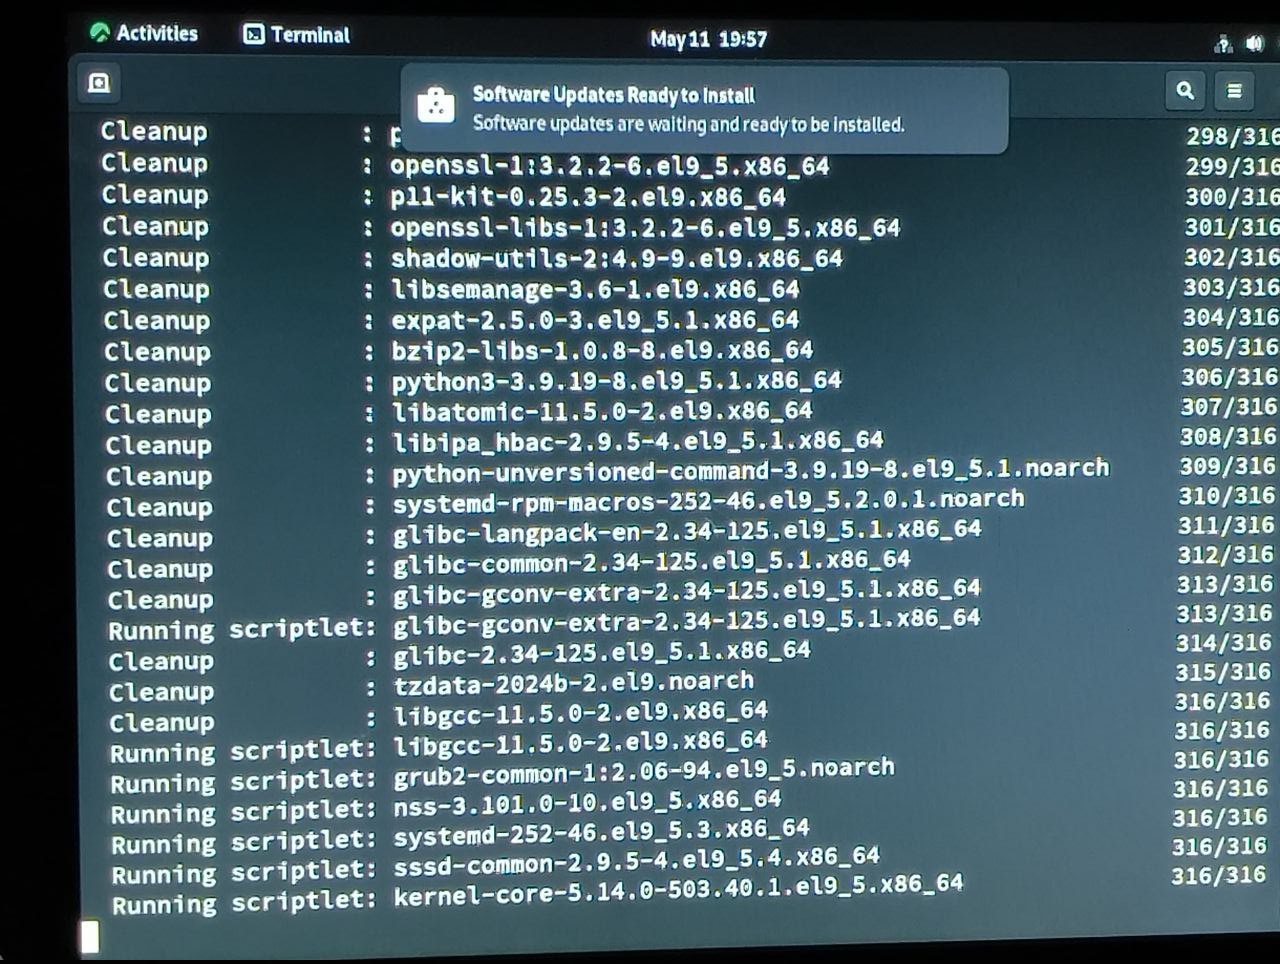 Activities Terminal May 11 19:57
Software Updates Ready to Install
Software updates are waiting and ready to be installed.
Cleanup : p 298/316
Cleanup : openssl-1:3.2.2-6.el9_5.x86_64 299/316
Cleanup : p11-kit-0.25.3-2.el9.x86_64 300/316
Cleanup : openssl-libs-1:3.2.2-6.el9_5.x86_64 301/316
Cleanup : shadow-utils-2:4.9-9.el9.x86_64 302/316
Cleanup : libsemanage-3.6-1.el9.x86_64 303/316
Cleanup : expat-2.5.0-3.el9_5.1.x86_64 304/316
Cleanup : bzip2-libs-1.0.8-8.el9.x86_64 305/316
Cleanup : python3-3.9.19-8.el9_5.1.x86_64 306/316
Cleanup : libatomic-11.5.0-2.el9.x86_64 307/316
Cleanup : libipa_hbac-2.9.5-4.el9_5.1.x86_64 308/316
Cleanup : python-unversioned-command-3.9.19-8.el9_5.1.noarch 309/316
Cleanup : systemd-rpm-macros-252-46.el9_5.2.0.1.noarch 310/316
Cleanup : glibc-langpack-en-2.34-125.el9_5.1.x86_64 311/316
Cleanup : glibc-common-2.34-125.el9_5.1.x86_64 312/316
Cleanup : glibc-gconv-extra-2.34-125.el9_5.1.x86_64 313/316
Running scriptlet: glibc-gconv-extra-2.34-125.el9_5.1.x86_64 313/316
Cleanup : glibc-2.34-125.el9_5.1.x86_64 314/316
Cleanup : tzdata-2024b-2.el9.noarch 315/316
Cleanup : libgcc-11.5.0-2.el9.x86_64 316/316
Running scriptlet: libgcc-11.5.0-2.el9.x86_64 316/316
Running scriptlet: grub2-common-1:2.06-94.el9_5.noarch 316/316
Running scriptlet: nss-3.101.0-10.el9_5.x86_64 316/316
Running scriptlet: systemd-252-46.el9_5.3.x86_64 316/316
Running scriptlet: sssd-common-2.9.5-4.el9_5.4.x86_64 316/316
Running scriptlet: kernel-core-5.14.0-503.40.1.el9_5.x86_64 316/316